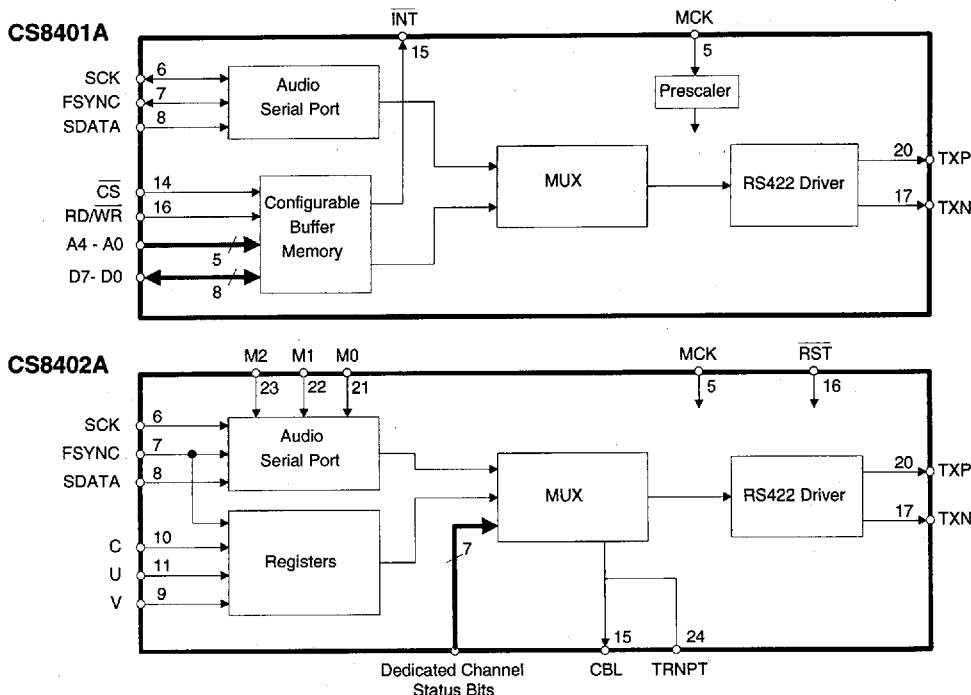 INT
MCK
CS8401A
15
5
SCK
6
FSYNC
7
SDATA
8
Audio
Serial Port
Prescaler
CS
14
RD/WR
16
A4 - A0
5
D7- D0
8
Configurable
Buffer
Memory
MUX
RS422 Driver
20
TXP
17
TXN
CS8402A
M2
M1
M0
MCK
RST
23
22
21
5
16
SCK
6
FSYNC
7
SDATA
8
Audio
Serial Port
C
10
U
11
V
9
Registers
MUX
7
RS422 Driver
20
TXP
17
TXN
15
24
Dedicated Channel
Status Bits
CBL
TRNPT